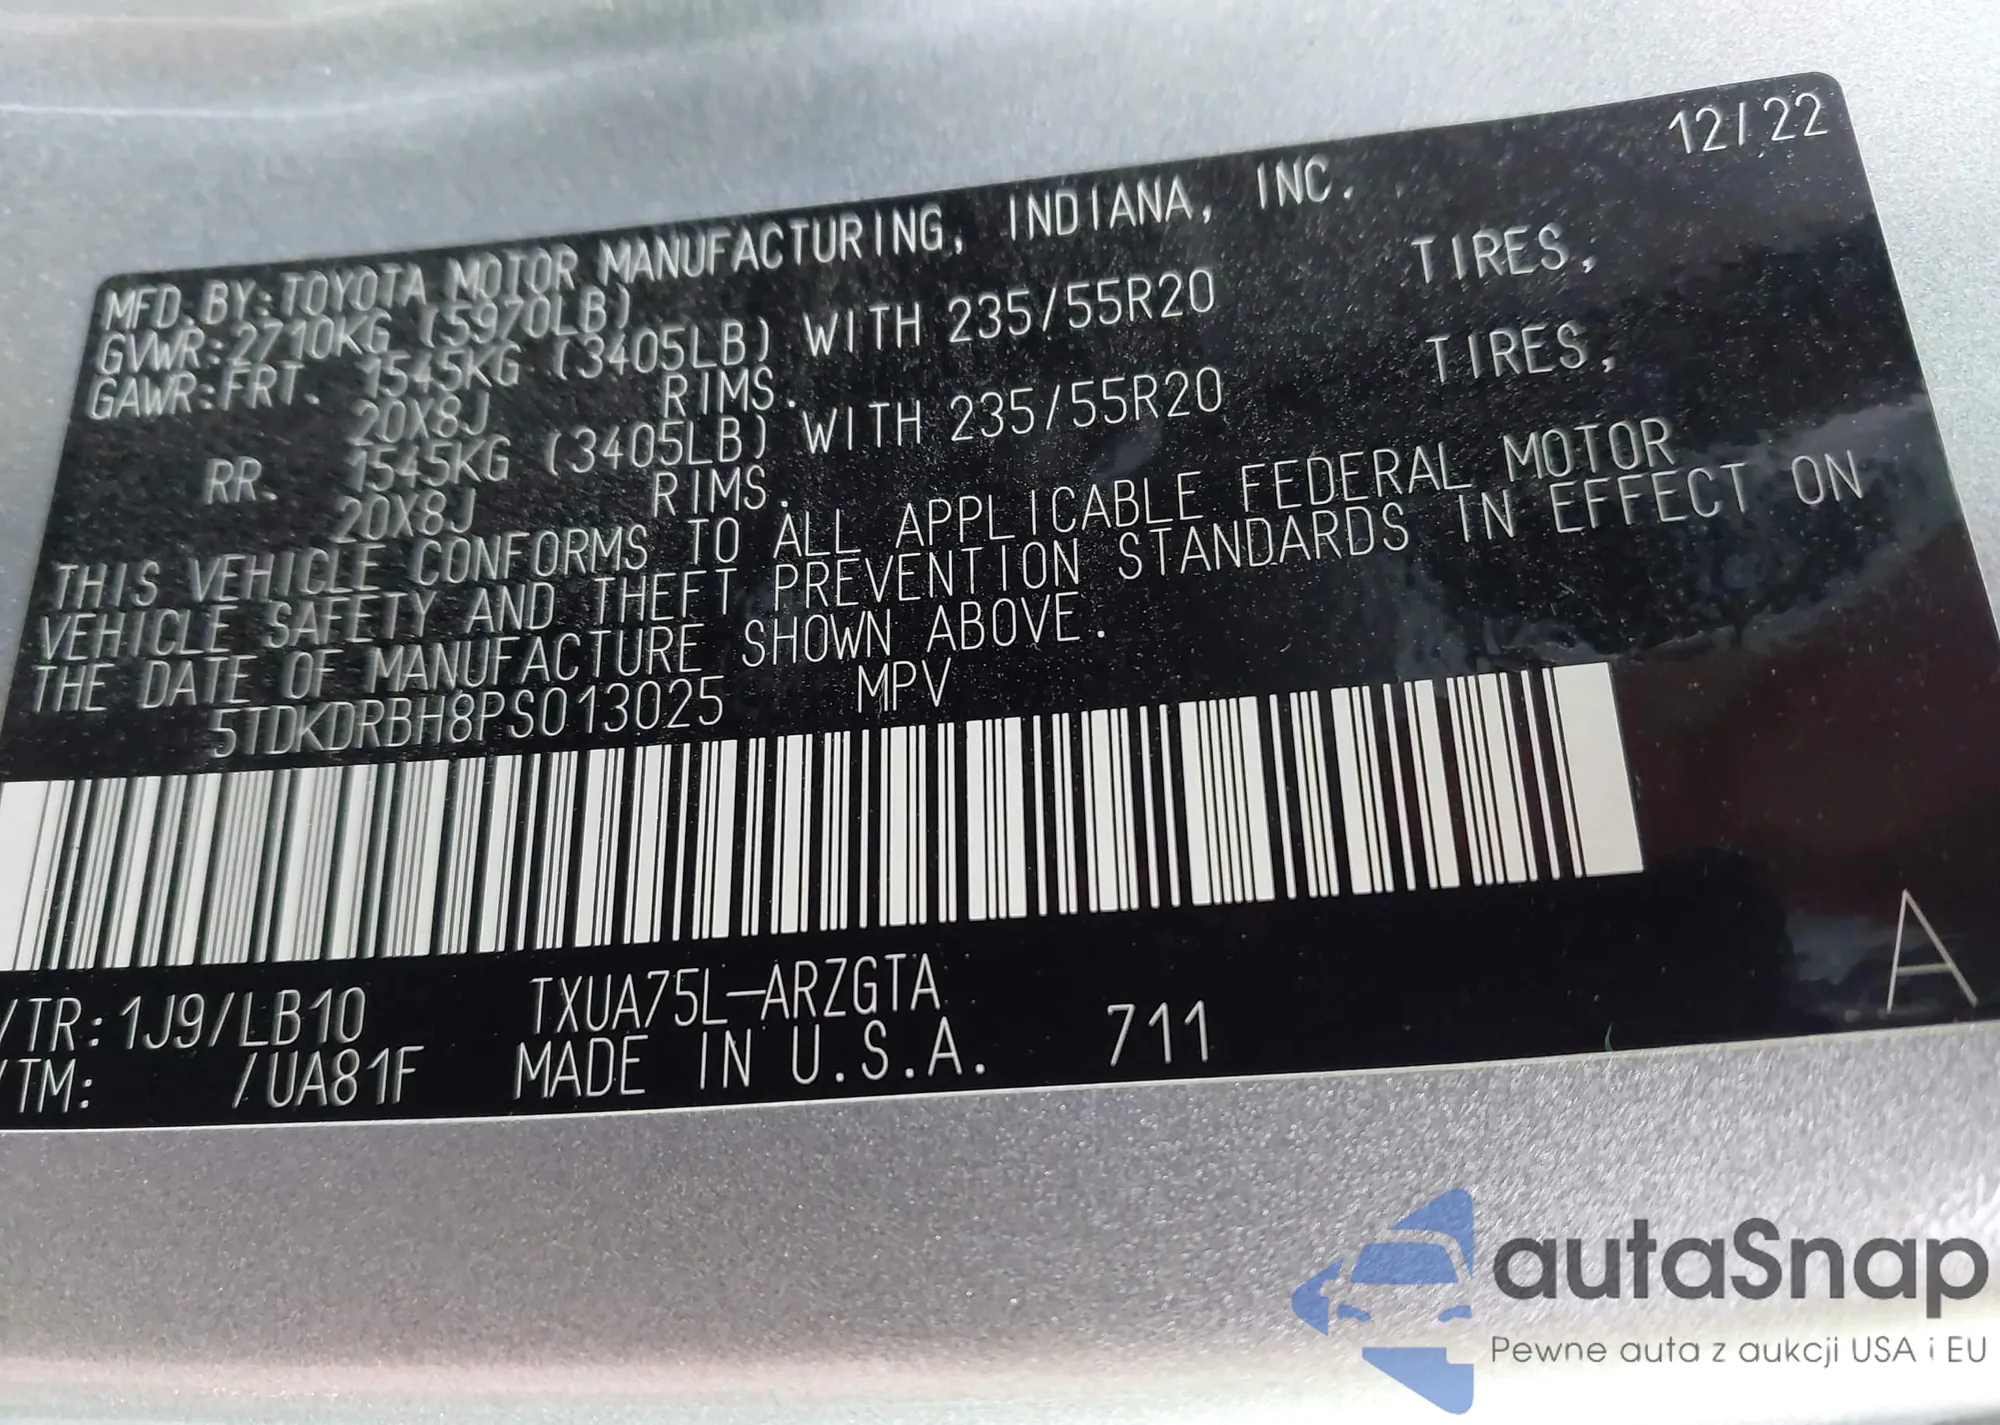 12/22
MFD.BY:TOYOTA MOTOR MANUFACTURING, INDIANA, INC.
GVWR:2710KG (5970LB)
GAWR:FRT. 1545KG (3405LB) WITH 235/55R20 TIRES,
20X8J RIMS.
RR. 1545KG (3405LB) WITH 235/55R20 TIRES,
20X8J RIMS.
THIS VEHICLE CONFORMS TO ALL APPLICABLE FEDERAL MOTOR
VEHICLE SAFETY AND THEFT PREVENTION STANDARDS IN EFFECT ON
THE DATE OF MANUFACTURE SHOWN ABOVE.
5TDKDRBH8PS013025 MPV
/TR:1J9/LB10 TXUA75L-ARZGTA
/TM: /UA81F MADE IN U.S.A. 711
A
autaSnap
Pewne auta z aukcji USA i EU